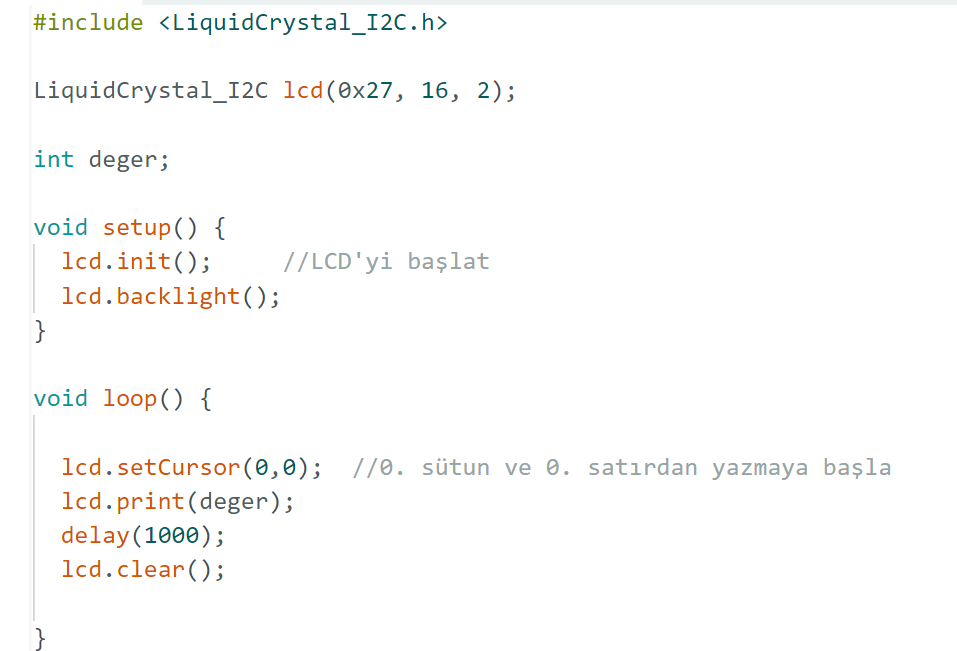 #include <LiquidCrystal_I2C.h>
LiquidCrystal_I2C lcd(0x27, 16, 2);
int deger;
void setup() {
lcd.init();     //LCD'yi başlat
lcd.backlight();
}
void loop() {
lcd.setCursor(0,0);  //0. sütun ve 0. satırdan yazmaya başla
lcd.print(deger);
delay(1000);
lcd.clear();
}